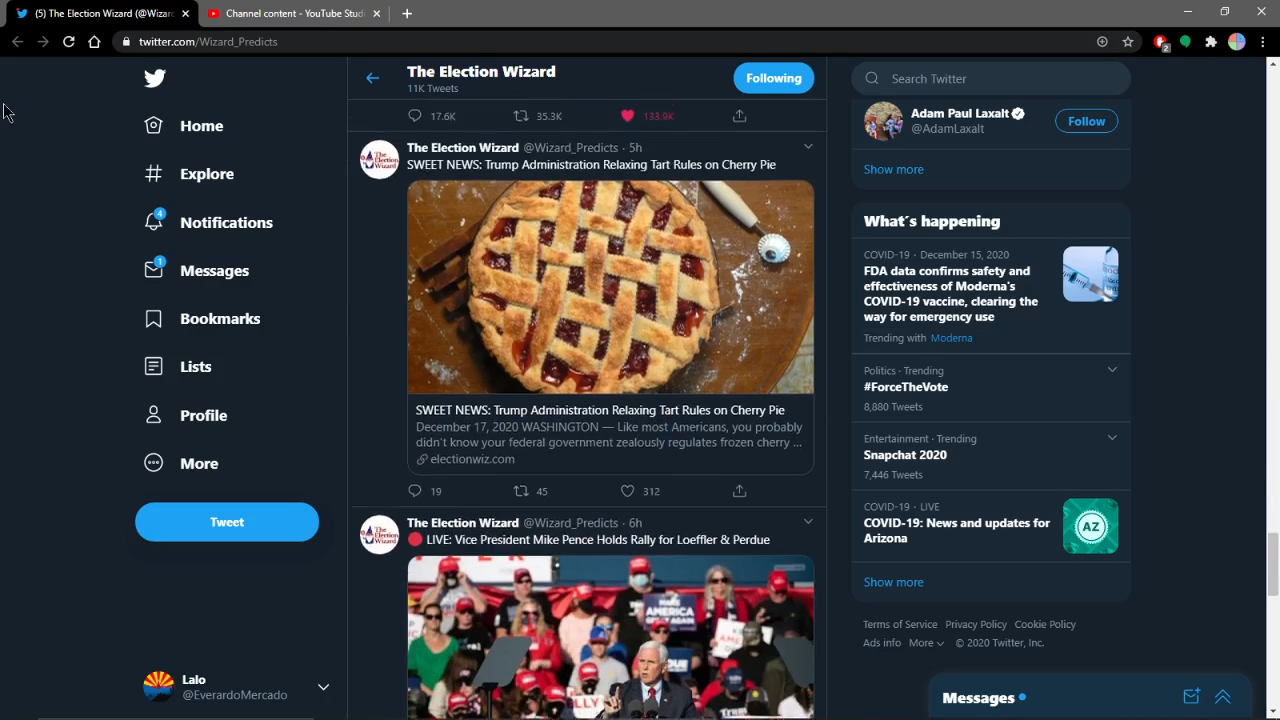 (5) The Election Wizard (@Wizard
Channel content - YouTube Stud
twitter.com/Wizard_Predicts
2
Home
Explore
4
Notifications
1
Messages
Bookmarks
Lists
Profile
More
Tweet
Lalo
@EverardoMercado
The Election Wizard
11K Tweets
Following
17.6K 35.3K 133.9K
The Election Wizard @Wizard_Predicts · 5h
SWEET NEWS: Trump Administration Relaxing Tart Rules on Cherry Pie
SWEET NEWS: Trump Administration Relaxing Tart Rules on Cherry Pie
December 17, 2020 WASHINGTON — Like most Americans, you probably
didn't know your federal government zealously regulates frozen cherry ...
electionwiz.com
19 45 312
The Election Wizard @Wizard_Predicts · 6h
LIVE: Vice President Mike Pence Holds Rally for Loeffler & Perdue
MAKE
AMERICA
Search Twitter
Adam Paul Laxalt
@AdamLaxalt
Follow
Show more
What's happening
COVID-19 · December 15, 2020
FDA data confirms safety and
effectiveness of Moderna's
COVID-19 vaccine, clearing the
way for emergency use
Trending with Moderna
Politics · Trending
#ForceTheVote
8,880 Tweets
Entertainment · Trending
Snapchat 2020
7,446 Tweets
COVID-19 · LIVE
COVID-19: News and updates for
Arizona
AZ
Show more
Terms of Service Privacy Policy Cookie Policy
Ads info More © 2020 Twitter, Inc.
Messages